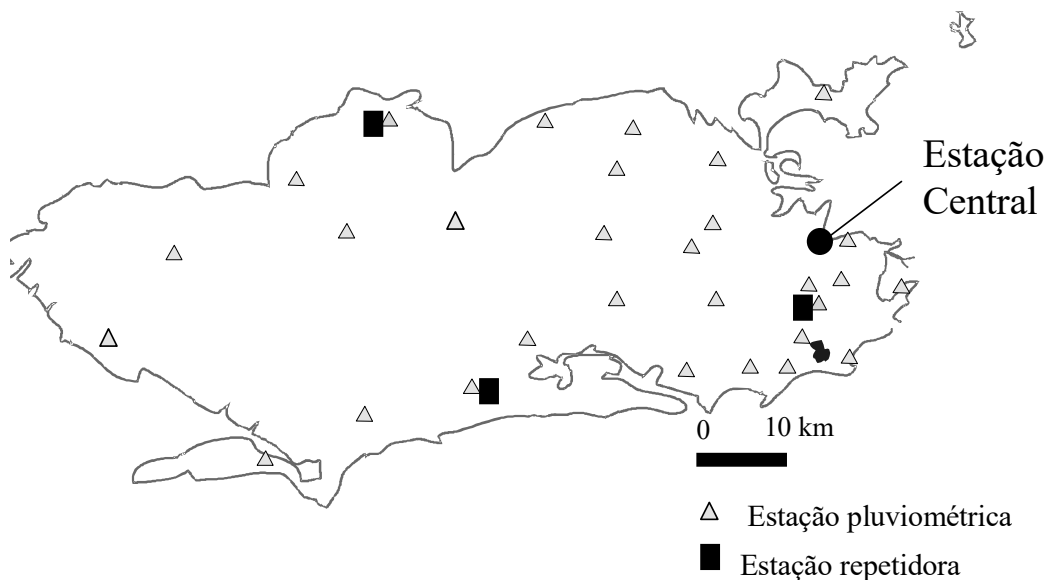 Estação
Central
0 10 km
Estação pluviométrica
Estação repetidora